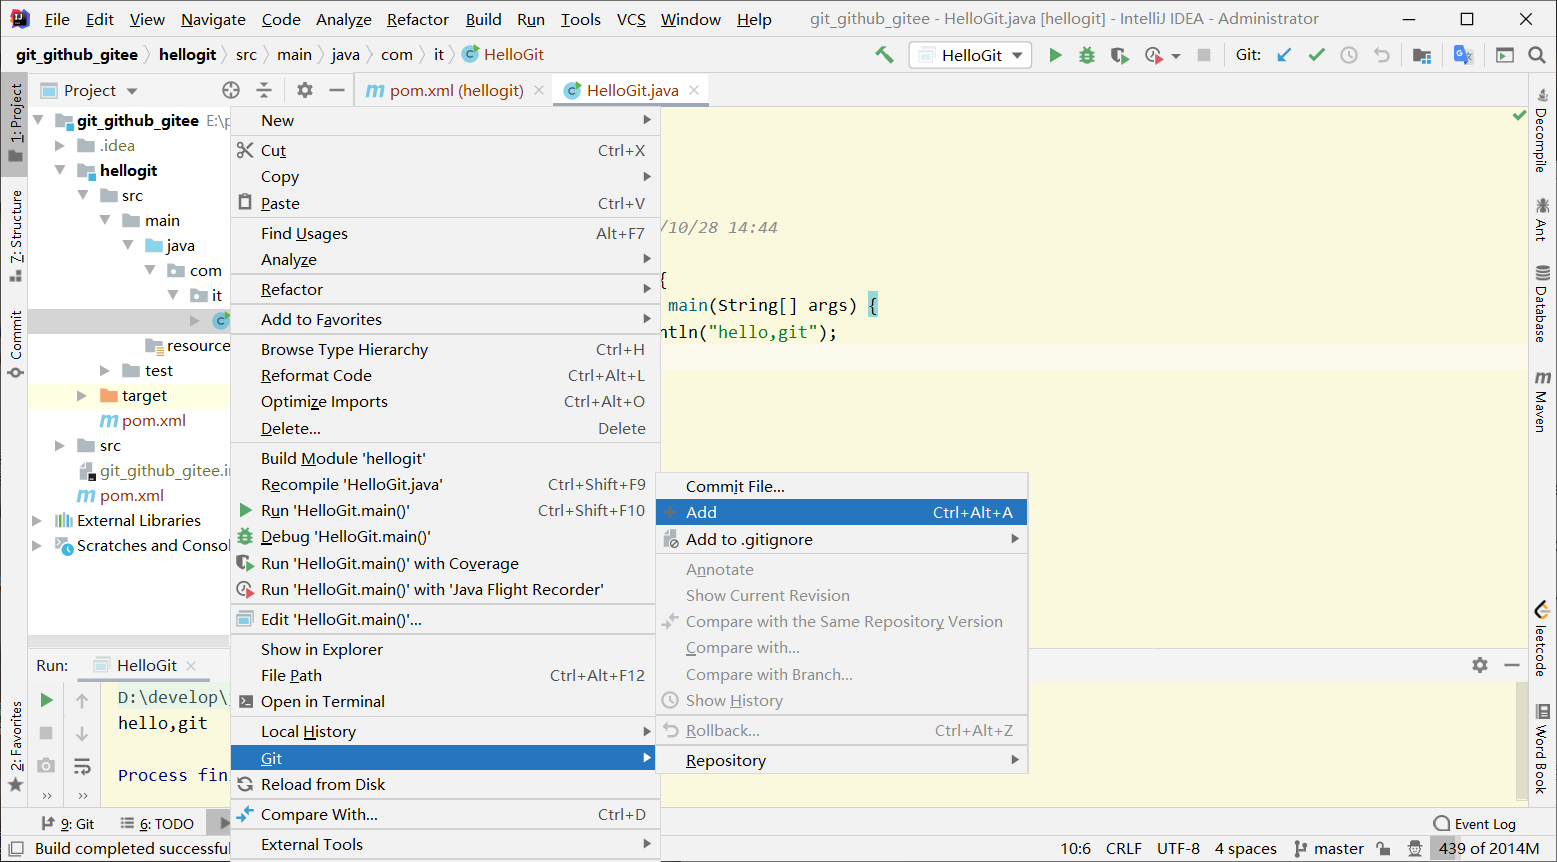 File Edit View Navigate Code Analyze Refactor Build Run Tools VCS Window Help git_github_gitee - HelloGit.java [hellogit] - IntelliJ IDEA - Administrator
git_github_gitee hellogit src main java com it HelloGit HelloGit Git:
Project pom.xml (hellogit) HelloGit.java
1: Project
7: Structure
Commit
2: Favorites
git_github_gitee E:\p
.idea
hellogit
src
main
java
com
it
resource
test
target
pom.xml
src
git_github_gitee.i
pom.xml
External Libraries
Scratches and Consol
New
Cut Ctrl+X
Copy
Paste Ctrl+V
Find Usages Alt+F7
Analyze
Refactor
Add to Favorites
Browse Type Hierarchy Ctrl+H
Reformat Code Ctrl+Alt+L
Optimize Imports Ctrl+Alt+O
Delete... Delete
Build Module 'hellogit'
Recompile 'HelloGit.java' Ctrl+Shift+F9
Run 'HelloGit.main()' Ctrl+Shift+F10
Debug 'HelloGit.main()'
Run 'HelloGit.main()' with Coverage
Run 'HelloGit.main()' with 'Java Flight Recorder'
Edit 'HelloGit.main()'...
Show in Explorer
File Path Ctrl+Alt+F12
Open in Terminal
Local History
Git
Reload from Disk
Compare With... Ctrl+D
External Tools
/10/28 14:44
{
main(String[] args) {
ntln("hello,git");
Commit File...
Add Ctrl+Alt+A
Add to .gitignore
Annotate
Show Current Revision
Compare with the Same Repository Version
Compare with...
Compare with Branch...
Show History
Rollback... Ctrl+Alt+Z
Repository
Decompile
Ant
Database
Maven
leetcode
Word Book
Run: HelloGit
D:\develop\
hello,git
Process fin
9: Git 6: TODO Event Log
Build completed successful 10:6 CRLF UTF-8 4 spaces master 439 of 2014M